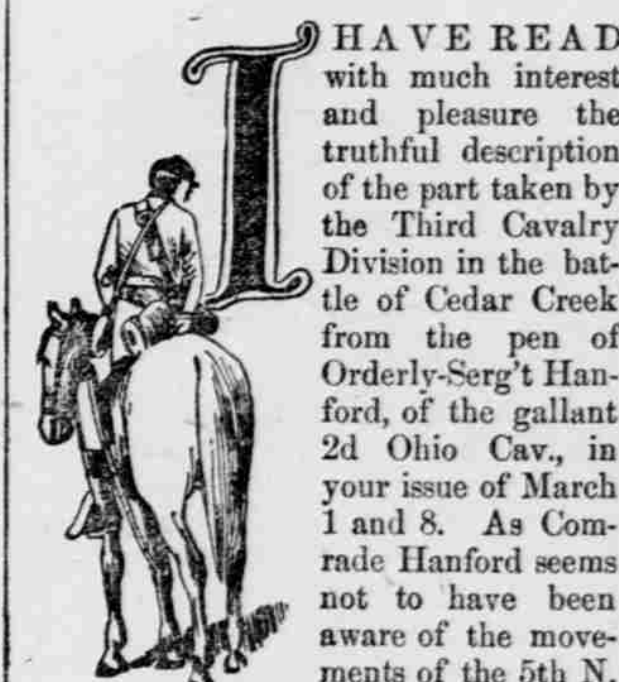 I HAVE READ
with much interest
and pleasure the
truthful description
of the part taken by
the Third Cavalry
Division in the bat-
tle of Cedar Creek
from the pen of
Orderly-Serg't Han-
ford, of the gallant
2d Ohio Cav., in
your issue of March
1 and 8. As Com-
rade Hanford seems
not to have been
aware of the move-
ments of the 5th N.